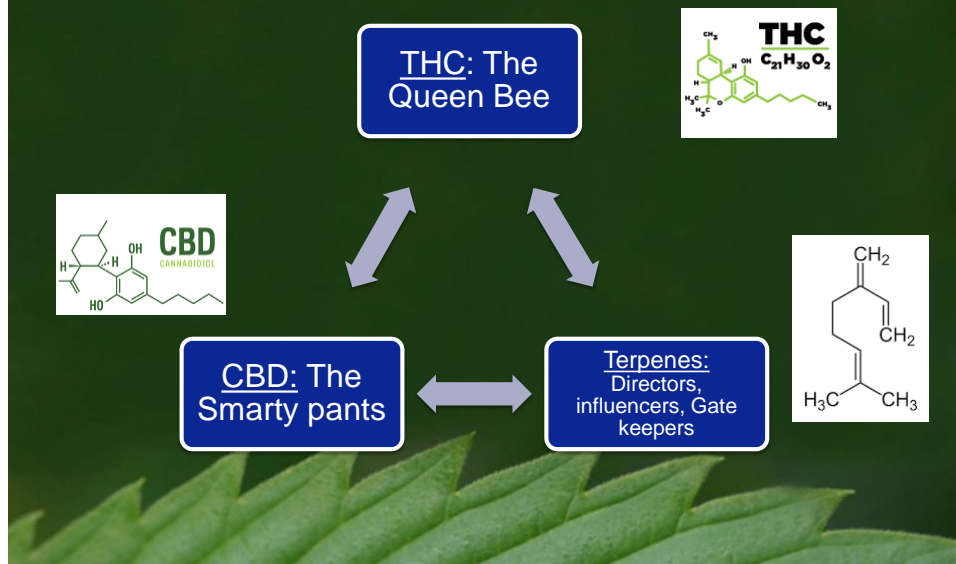 THC: The
Queen Bee
THC
C21H30O2
CH3
H
OH
H
H3C
O
H3C
CH3
CBD
CANNABIDIOL
OH
H
H
HO
CBD: The
Smarty pants
Terpenes:
Directors,
influencers, Gate
keepers
CH2
CH2
H3C
CH3